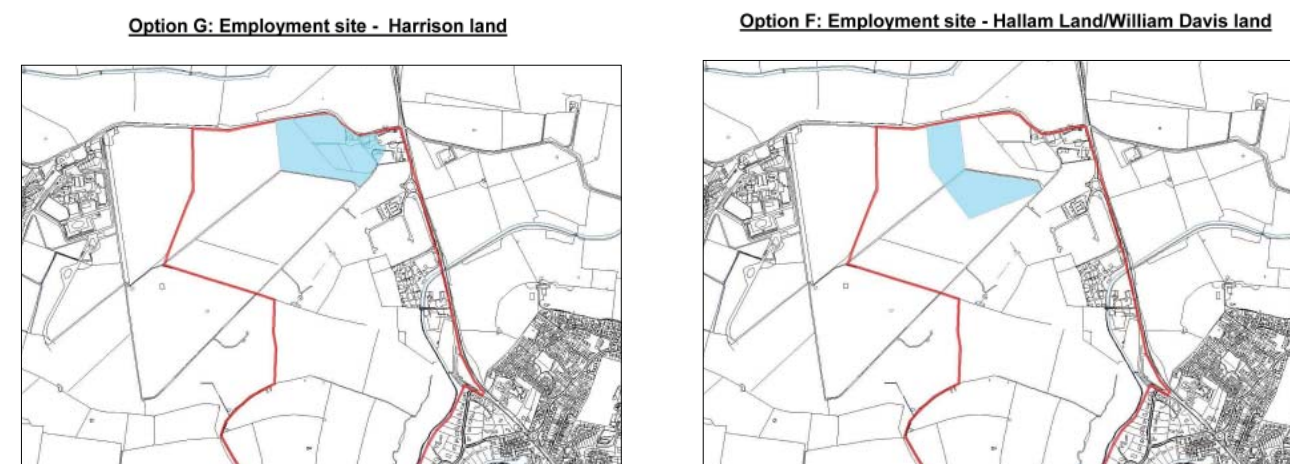 Option G: Employment site - Harrison land
Option F: Employment site - Hallam Land/William Davis land